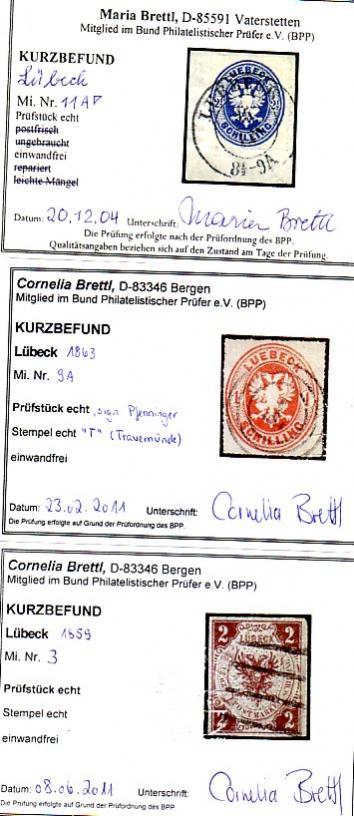 Maria Brettl, D-85591 Vaterstetten
Mitglied im Bund Philatelistischer Prüfer e.V. (BPP)
KURZBEFUND
Lübeck
Mi. Nr. 11AP
Prüfstück echt
postfrisch
ungebraucht
einwandfrei
repariert
leichte Mängel
LUEBECK
SCHILLING
8½-9A
Datum: 20.12.04 Unterschrift: Maria Brettl
Die Prüfung erfolgte nach der Prüfordnung des BPP.
Qualitätsangaben beziehen sich auf den Zustand am Tage der Prüfung.
Cornelia Brettl, D-83346 Bergen
Mitglied im Bund Philatelistischer Prüfer e.V. (BPP)
KURZBEFUND
Lübeck 1863
Mi. Nr. 9A
Prüfstück echt, sign. Pfenninger
Stempel echt "T" (Travemünde)
einwandfrei
LUEBECK
SCHILLING
Datum: 23.02.2011 Unterschrift: Cornelia Brettl
Die Prüfung erfolgte auf Grund der Prüfordnung des BPP.
Cornelia Brettl, D-83346 Bergen
Mitglied im Bund Philatelistischer Prüfer e.V. (BPP)
KURZBEFUND
Lübeck 1859
Mi. Nr. 3
Prüfstück echt
Stempel echt
einwandfrei
2 2
LÜBECK
2 2
Datum: 08.06.2011 Unterschrift: Cornelia Brettl
Die Prüfung erfolgte auf Grund der Prüfordnung des BPP